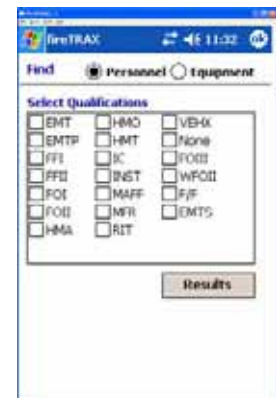 fireTRAX 11:32 ok
Find Personnel Equipment
Select Qualifications
EMT HMO VEHX
EMTP HMT None
FFI IC FOIII
FFII INST WFOII
FOI MAFF F/F
FOII MFR EMTS
HMA RIT
Results